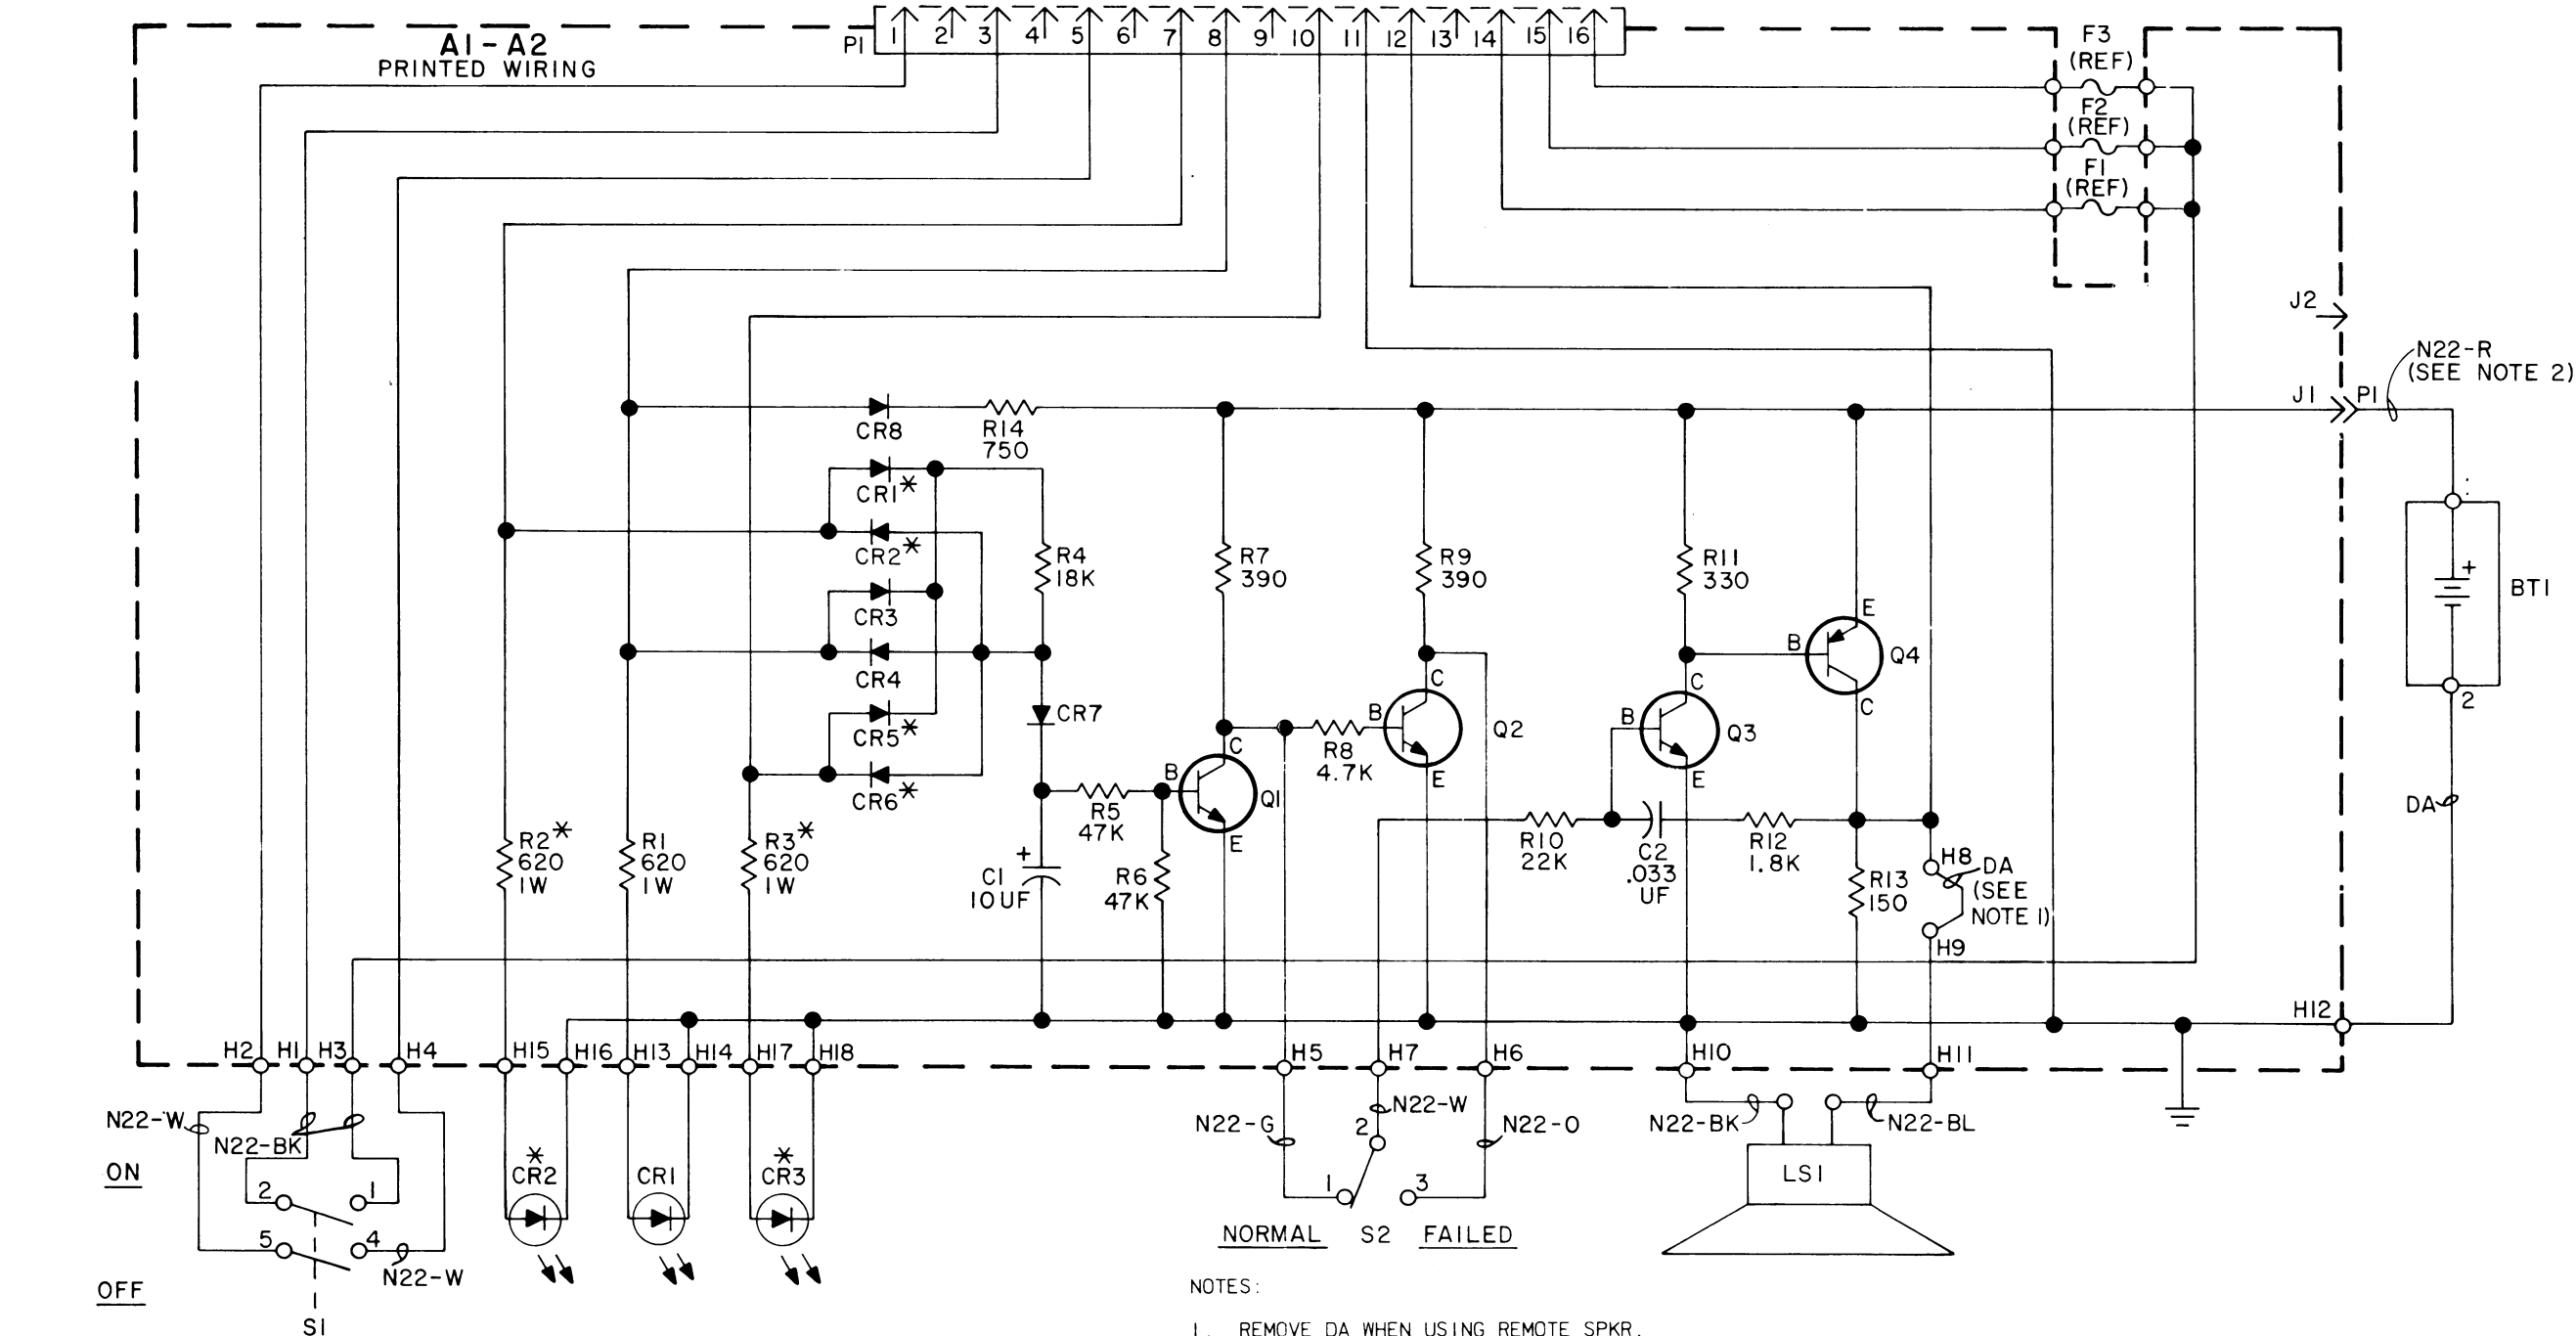 A1-A2
PRINTED WIRING
P1
1 2 3 4 5 6 7 8 9 10 11 12 13 14 15 16
F3
(REF)
F2
(REF)
F1
(REF)
J2
N22-R
(SEE NOTE 2)
J1
P1
CR8
R14
750
CR1*
CR2*
CR3
CR4
CR5*
CR6*
R4
18K
CR7
R7
390
R9
390
R11
330
E
B
Q4
C
+
BT1
2
DA
C
B
Q1
E
R5
47K
R6
47K
+
C1
10UF
R8
4.7K
C
B
Q2
E
C
B
Q3
E
R10
22K
C2
.033
UF
R12
1.8K
R13
150
H8
DA
(SEE
NOTE 1)
H9
R2*
620
1W
R1
620
1W
R3*
620
1W
H12
H2
H1
H3
H4
H15
H16
H13
H14
H17
H18
H5
H7
H6
H10
H11
N22-W
N22-BK
ON
2
1
5
4
N22-W
OFF
S1
*
CR2
CR1
*
CR3
N22-G
N22-W
N22-O
2
1
3
NORMAL
S2
FAILED
N22-BK
N22-BL
LS1
NOTES:
1. REMOVE DA WHEN USING REMOTE SPKR.